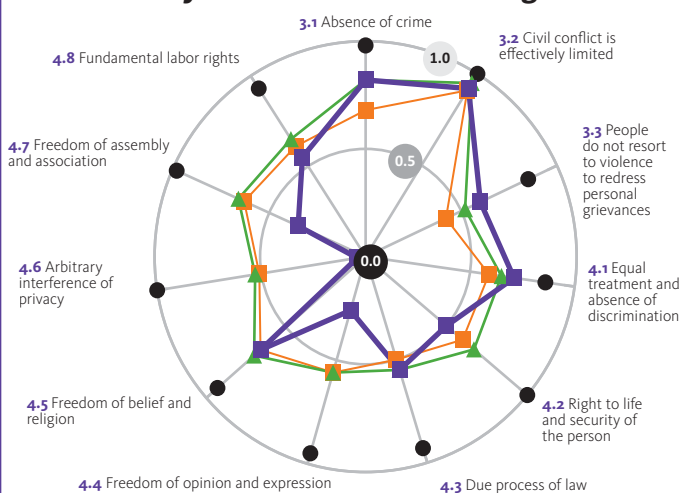 3.1 Absence of crime
3.2 Civil conflict is
effectively limited
1.0
4.8 Fundamental labor rights
3.3 People
do not resort
to violence
to redress
personal
grievances
4.7 Freedom of assembly
and association
0.5
0.0
4.6 Arbitrary
interference of
privacy
4.1 Equal
treatment and
absence of
discrimination
4.5 Freedom of belief and
religion
4.2 Right to life
and security of
the person
4.4 Freedom of opinion and expression
4.3 Due process of law